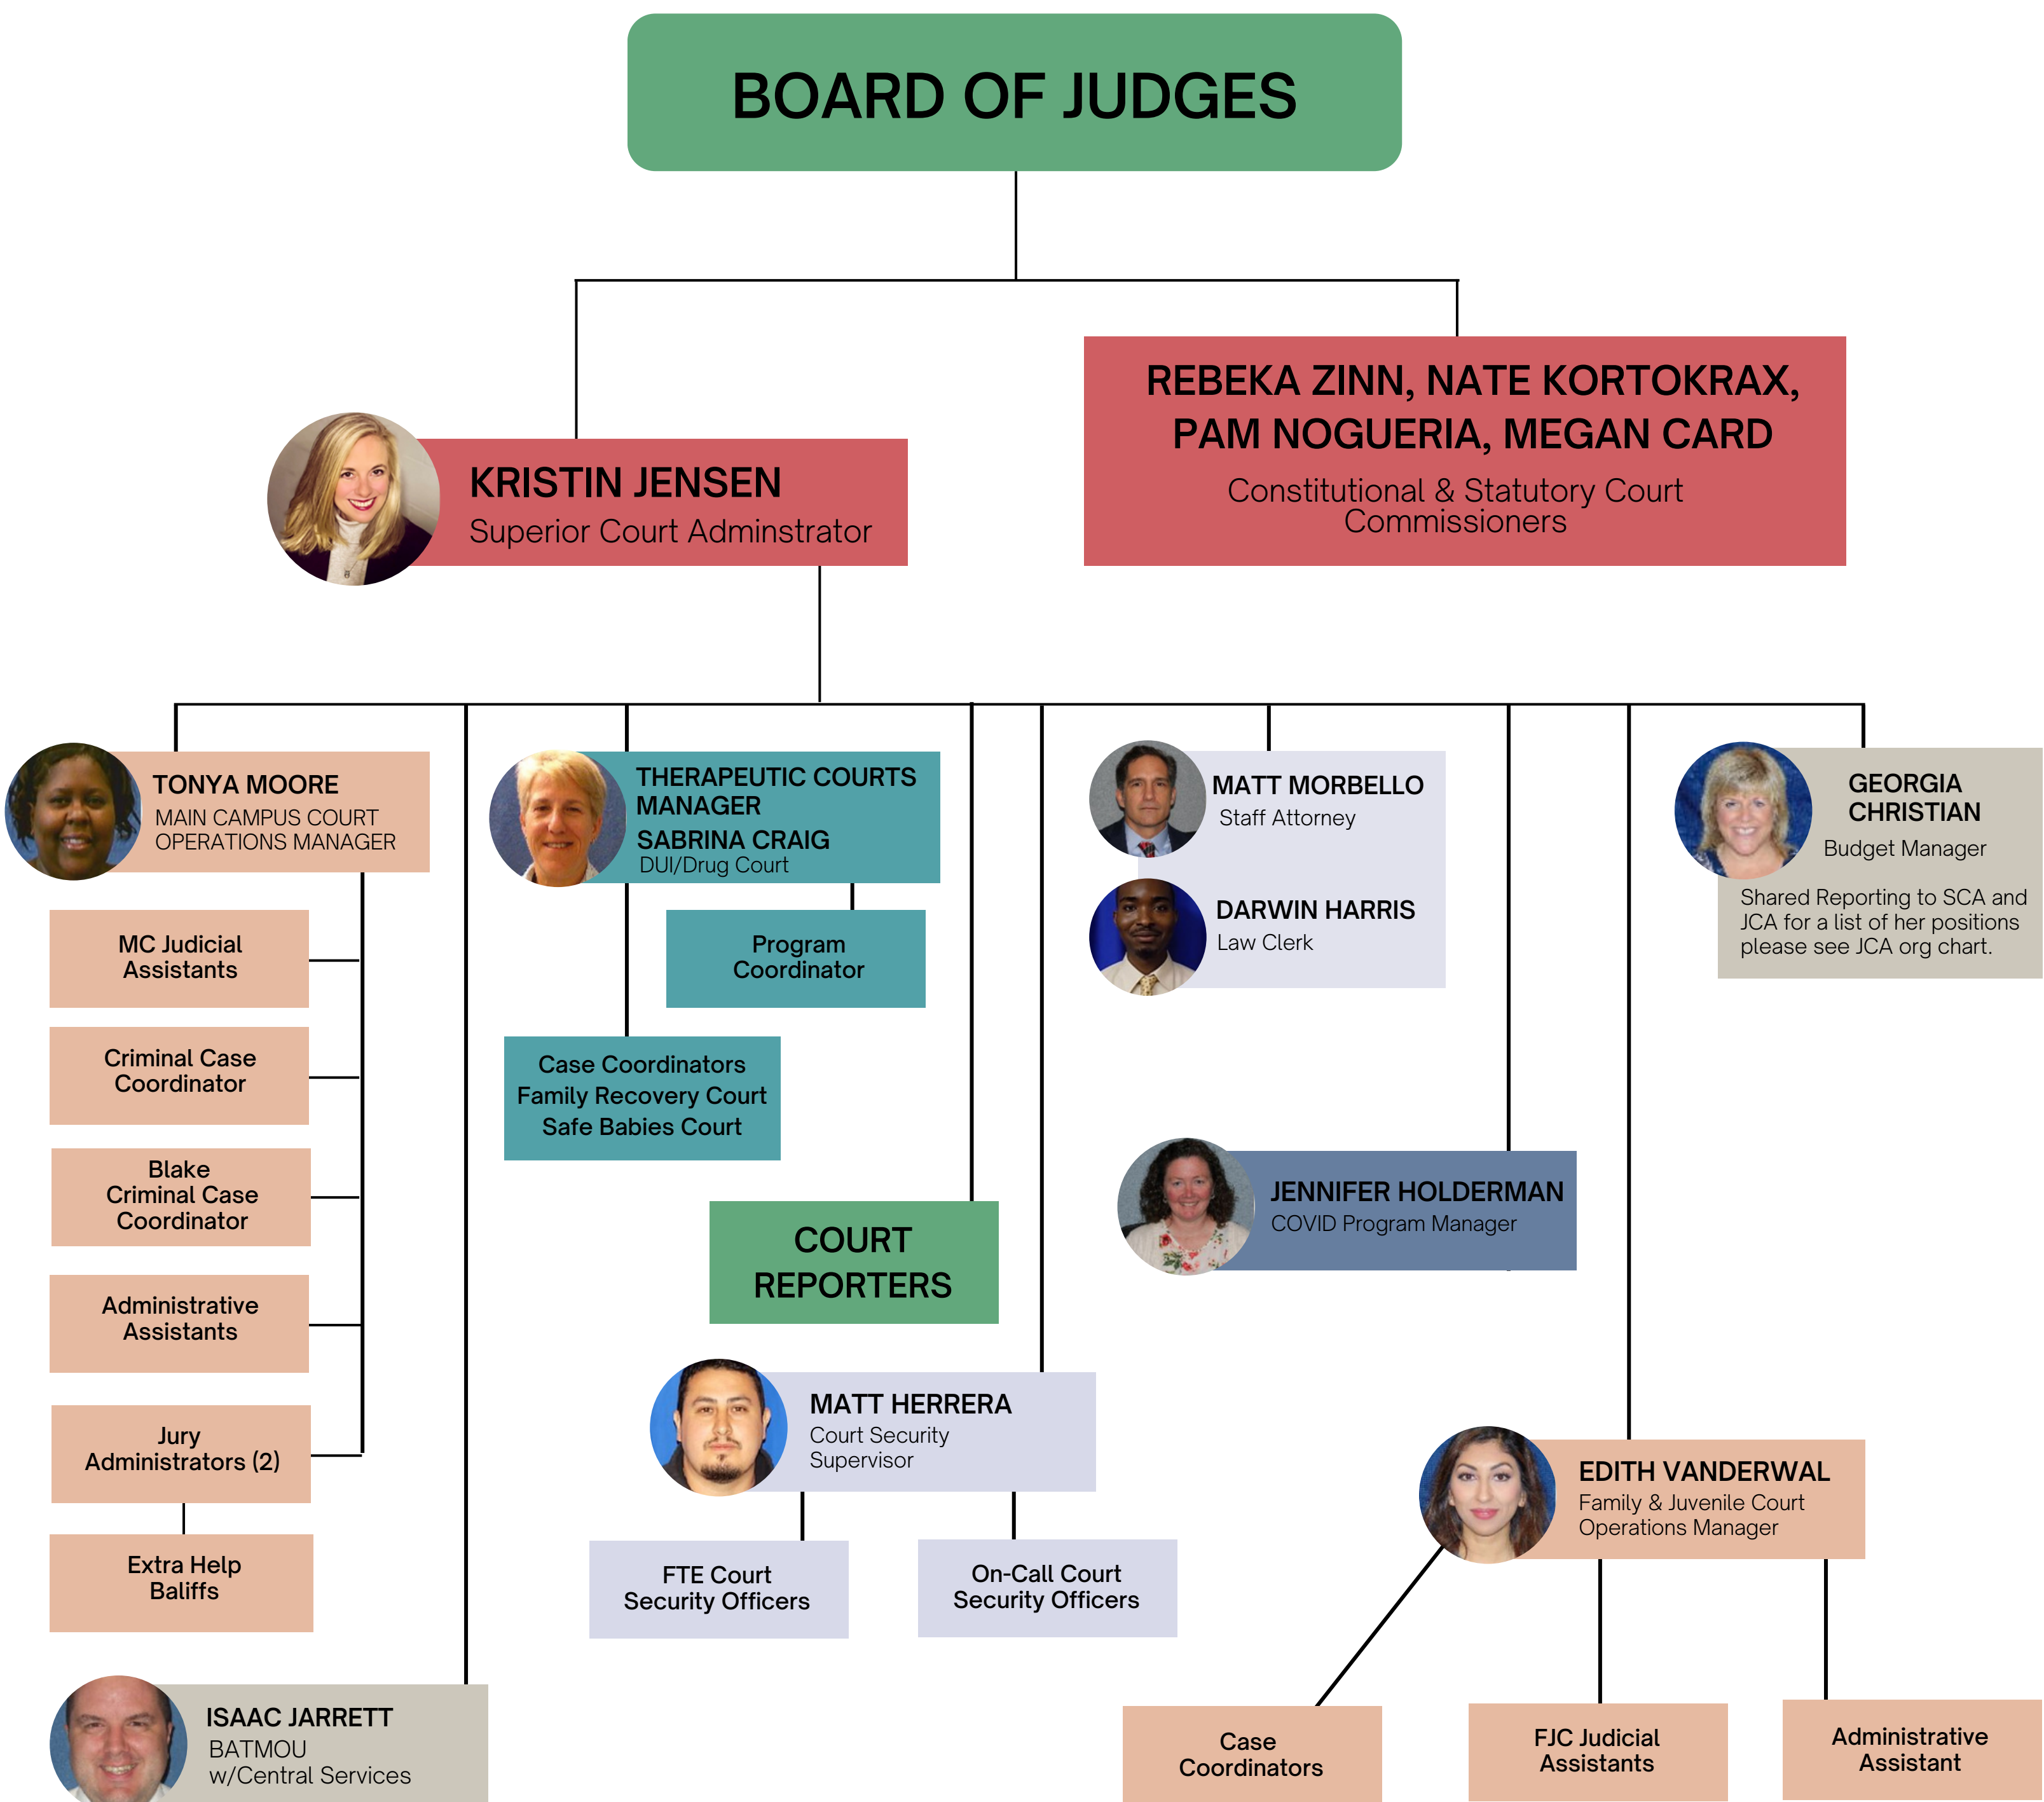 BOARD OF JUDGES
KRISTIN JENSEN
Superior Court Adminstrator
REBEKA ZINN, NATE KORTOKRAX,
PAM NOGUERIA, MEGAN CARD
Constitutional & Statutory Court
Commissioners
TONYA MOORE
MAIN CAMPUS COURT
OPERATIONS MANAGER
MC Judicial
Assistants
Criminal Case
Coordinator
Blake
Criminal Case
Coordinator
Administrative
Assistants
Jury
Administrators (2)
Extra Help
Baliffs
ISAAC JARRETT
BATMOU
w/Central Services
THERAPEUTIC COURTS
MANAGER
SABRINA CRAIG
DUI/Drug Court
Program
Coordinator
Case Coordinators
Family Recovery Court
Safe Babies Court
COURT
REPORTERS
MATT HERRERA
Court Security
Supervisor
FTE Court
Security Officers
On-Call Court
Security Officers
MATT MORBELLO
Staff Attorney
DARWIN HARRIS
Law Clerk
JENNIFER HOLDERMAN
COVID Program Manager
EDITH VANDERWAL
Family & Juvenile Court
Operations Manager
Case
Coordinators
FJC Judicial
Assistants
Administrative
Assistant
GEORGIA
CHRISTIAN
Budget Manager
Shared Reporting to SCA and
JCA for a list of her positions
please see JCA org chart.